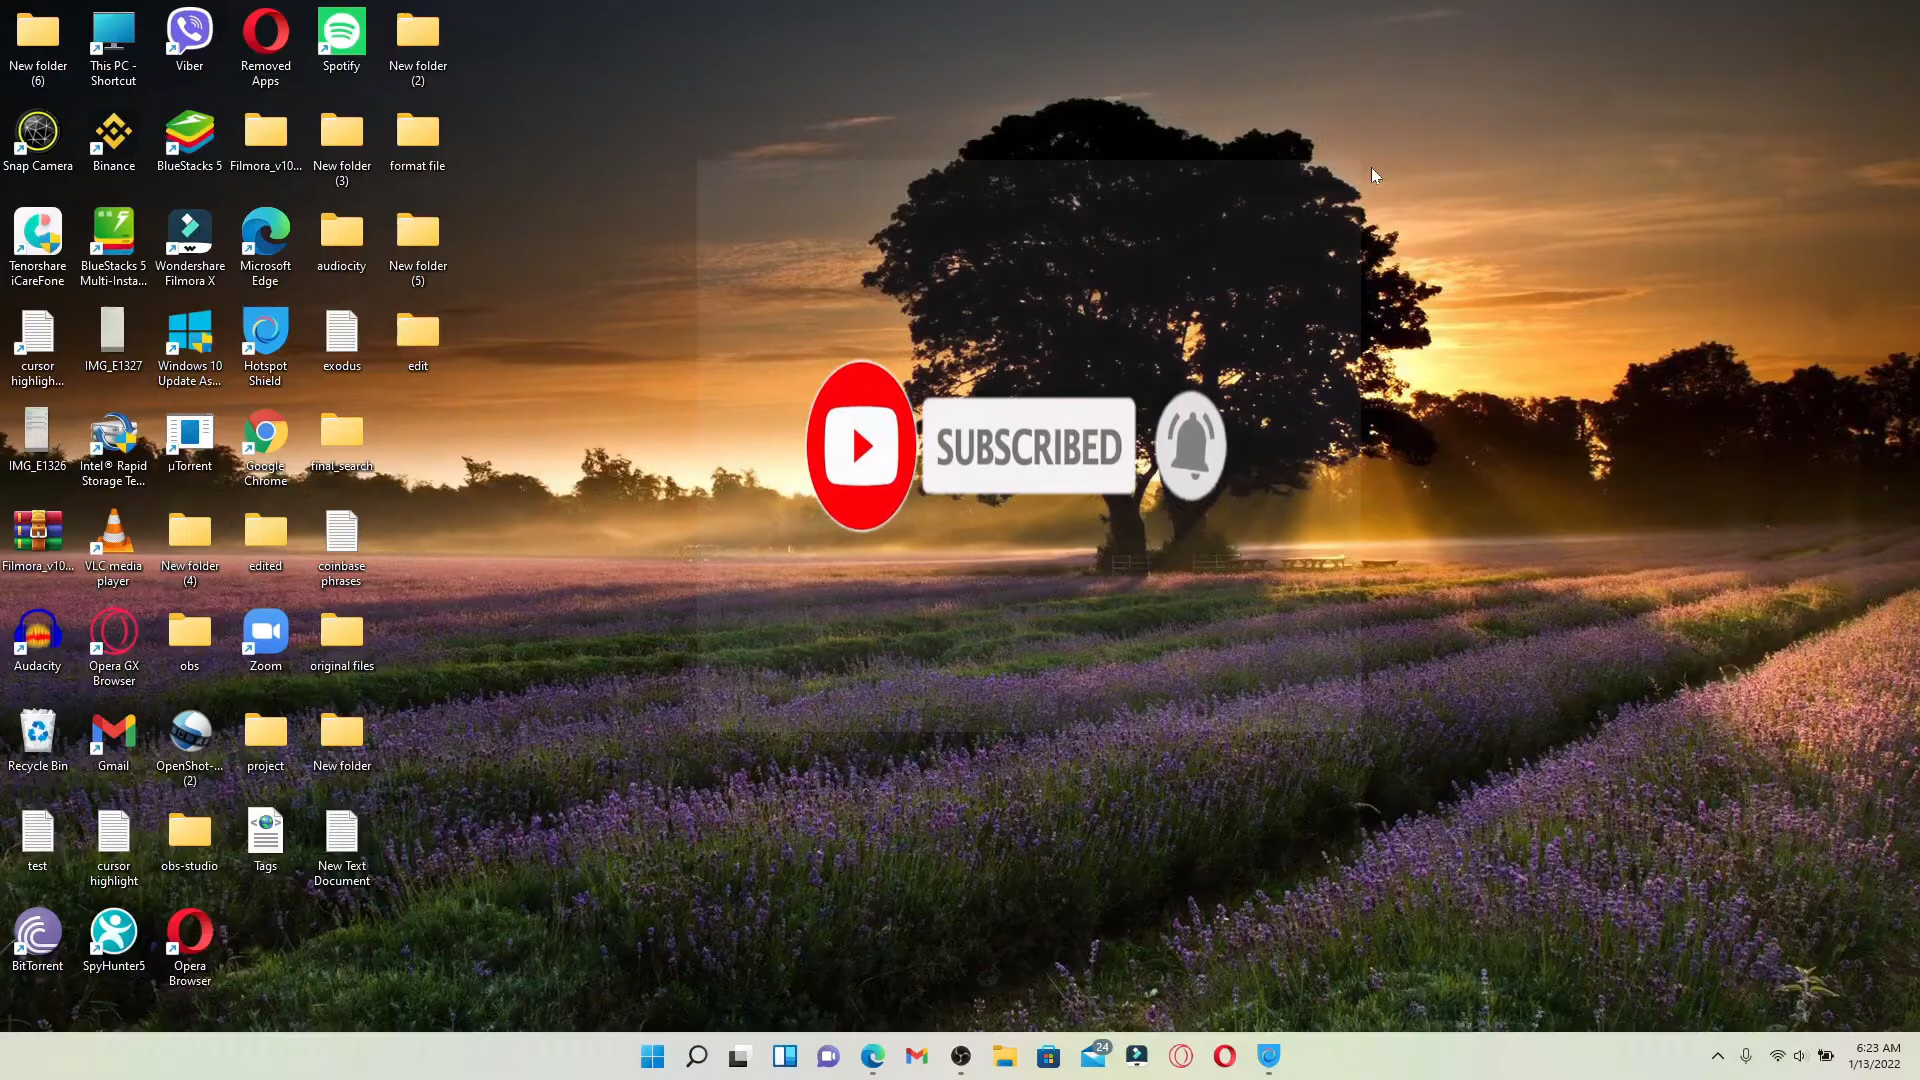 New folder
(6)
This PC -
Shortcut
Viber
Removed
Apps
Spotify
New folder
(2)
Snap Camera
Binance
BlueStacks 5
Filmora_v10...
New folder
(3)
format file
Tenorshare
iCareFone
BlueStacks 5
Multi-Insta...
Wondershare
Filmora X
Microsoft
Edge
audiocity
New folder
(5)
cursor
highligh...
IMG_E1327
Windows 10
Update As...
Hotspot
Shield
exodus
edit
IMG_E1326
Intel® Rapid
Storage Te...
µTorrent
Google
Chrome
final_search
SUBSCRIBED
Filmora_v10...
VLC media
player
New folder
(4)
edited
coinbase
phrases
Audacity
Opera GX
Browser
obs
Zoom
original files
Recycle Bin
Gmail
OpenShot-...
(2)
project
New folder
test
cursor
highlight
obs-studio
Tags
New Text
Document
BitTorrent
SpyHunter5
Opera
Browser
24
6:23 AM
1/13/2022